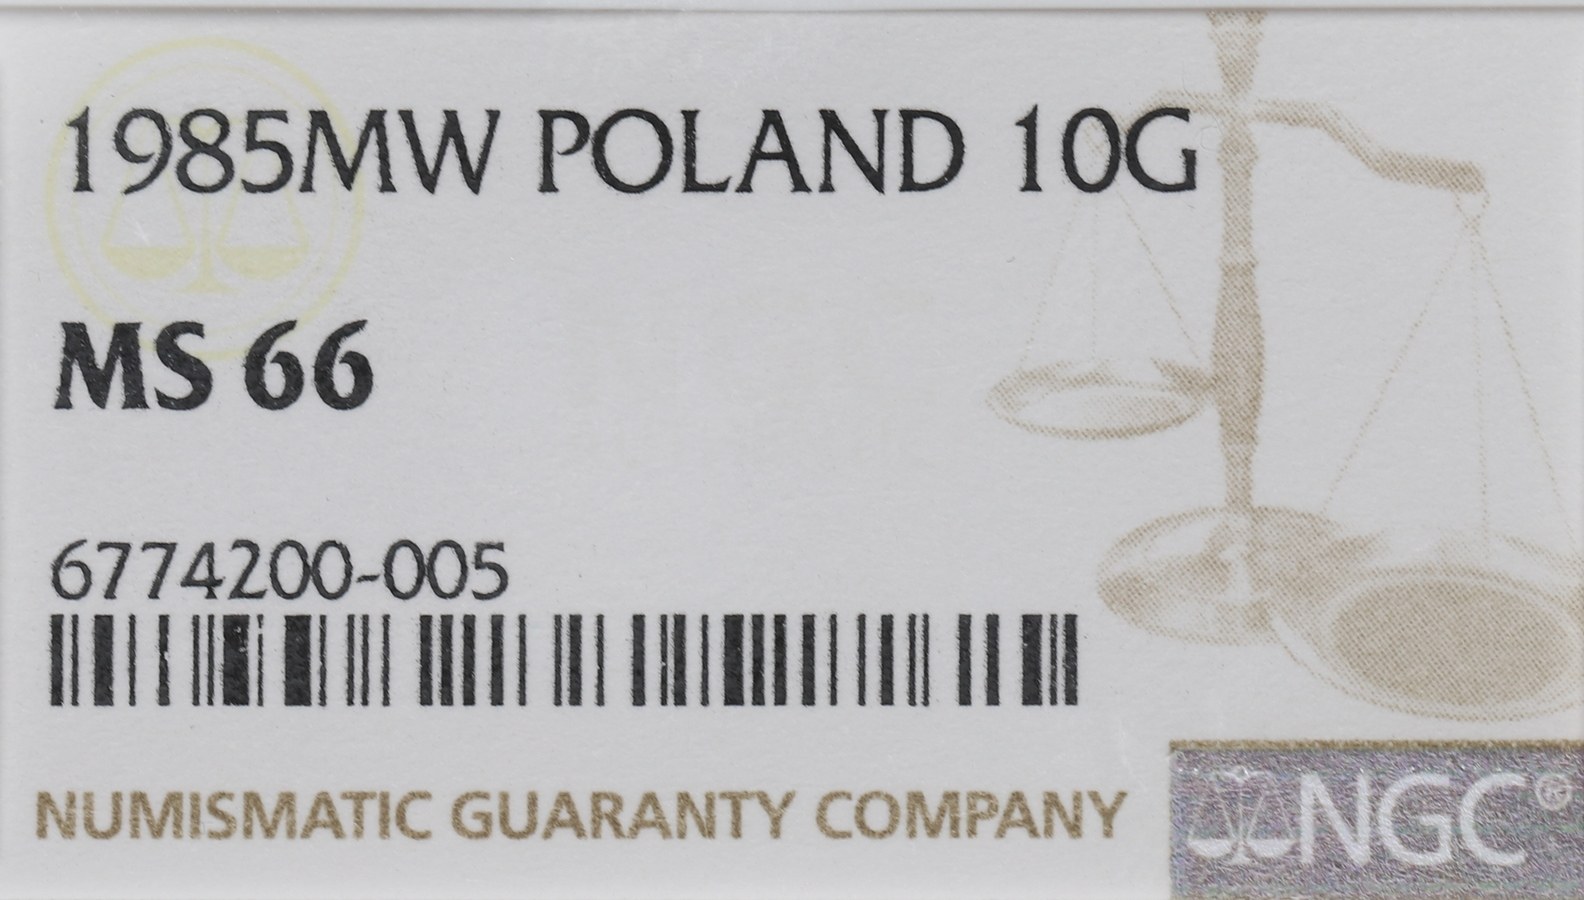 1985MW POLAND 10G
MS 66
6774200-005
NUMISMATIC GUARANTY COMPANY
NGC®